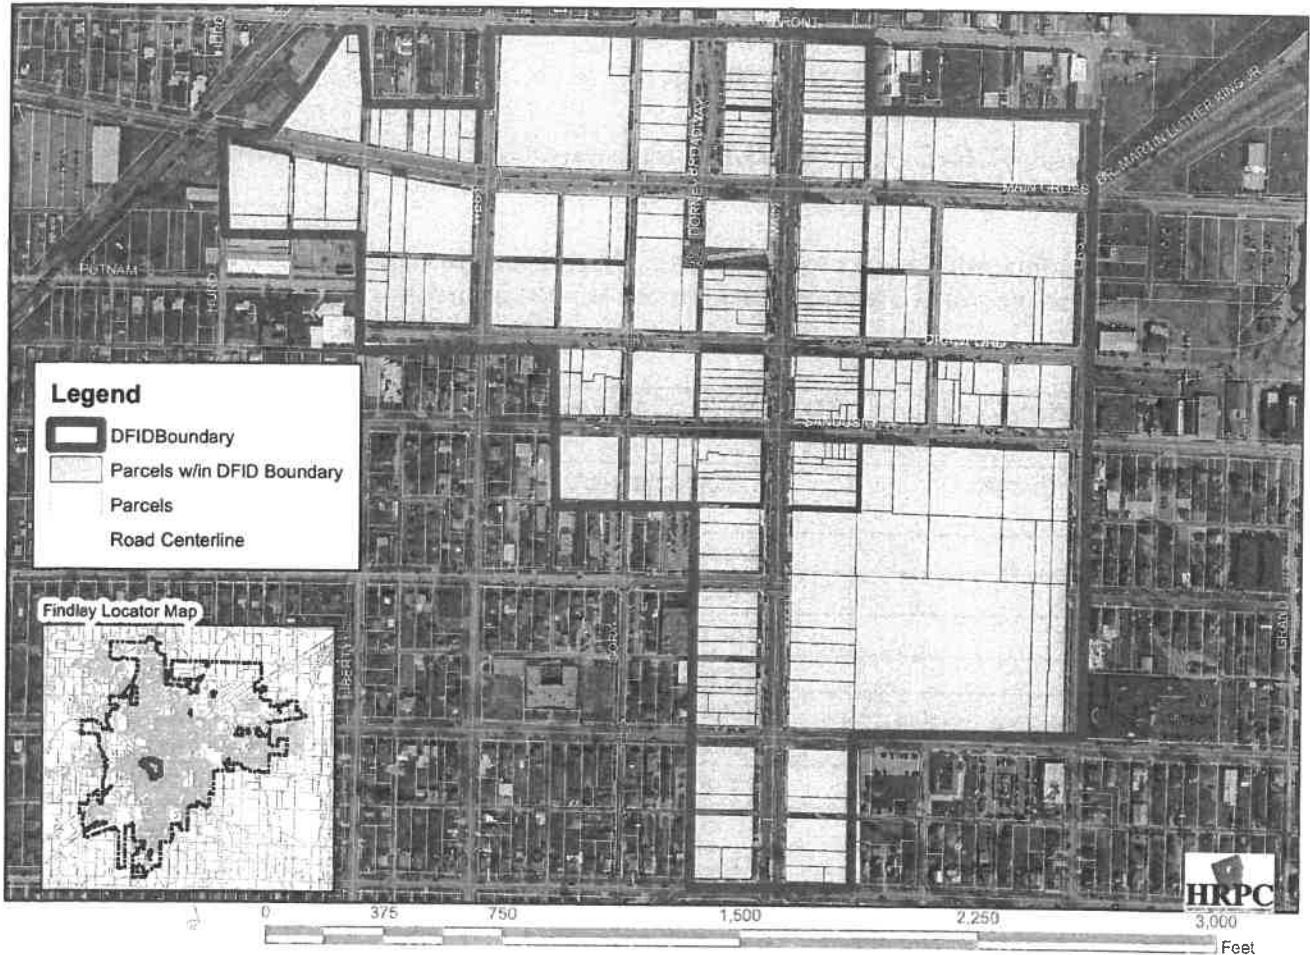 FRONT
DR. MARTIN LUTHER KING JR
MAIN CROSS
DORNEY BROADWAY
MAIN
WEST
EAST
PUTNAM
HURD
SANDUSKY
CORY
LIBERTY
GRAND
Legend
DFIDBoundary
Parcels w/in DFID Boundary
Parcels
Road Centerline
Findley Locator Map
HRPC
0 375 750 1,500 2,250 3,000
Feet